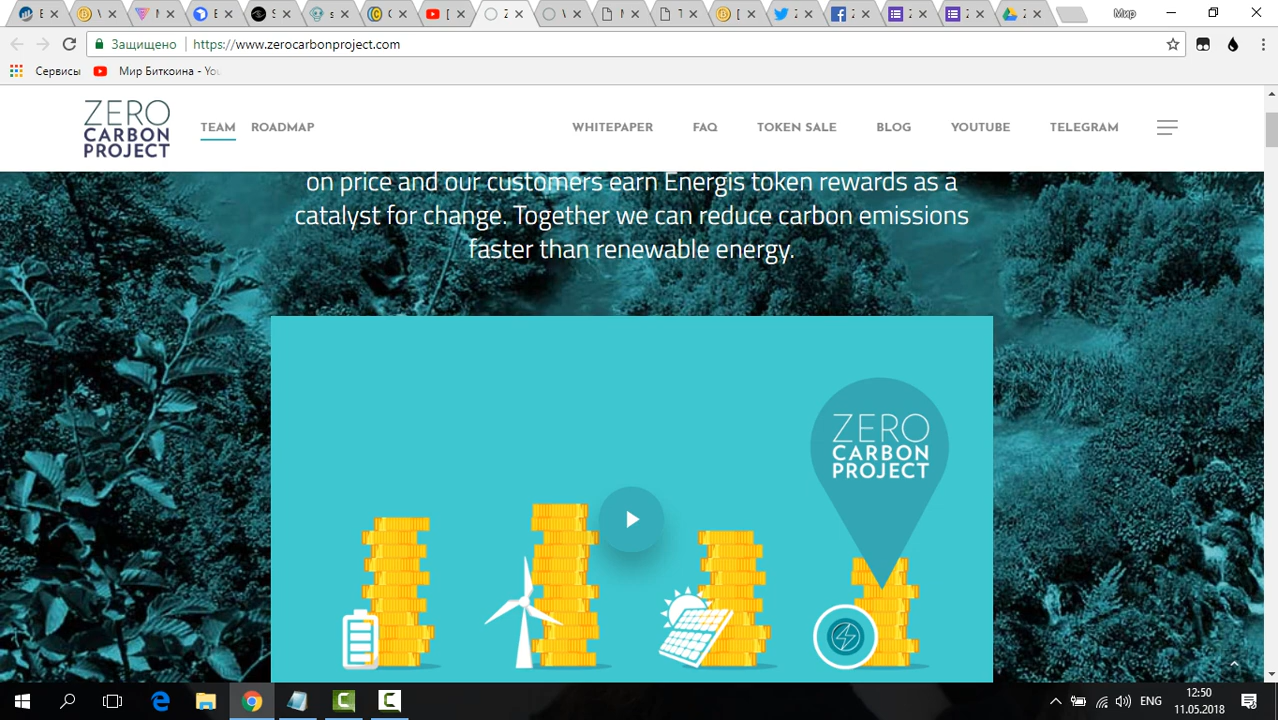 E
W
M
E
S
s
C
[
Z
W
M
T
[
Z
Z
Z
Z
Z
Мир
Защищено
https://www.zerocarbonproject.com
Сервисы
Мир Биткоина - You
ZERO
CARBON
PROJECT
TEAM
ROADMAP
WHITEPAPER
FAQ
TOKEN SALE
BLOG
YOUTUBE
TELEGRAM
on price and our customers earn Energis token rewards as a
catalyst for change. Together we can reduce carbon emissions
faster than renewable energy.
ZERO
CARBON
PROJECT
ENG
12:50
11.05.2018